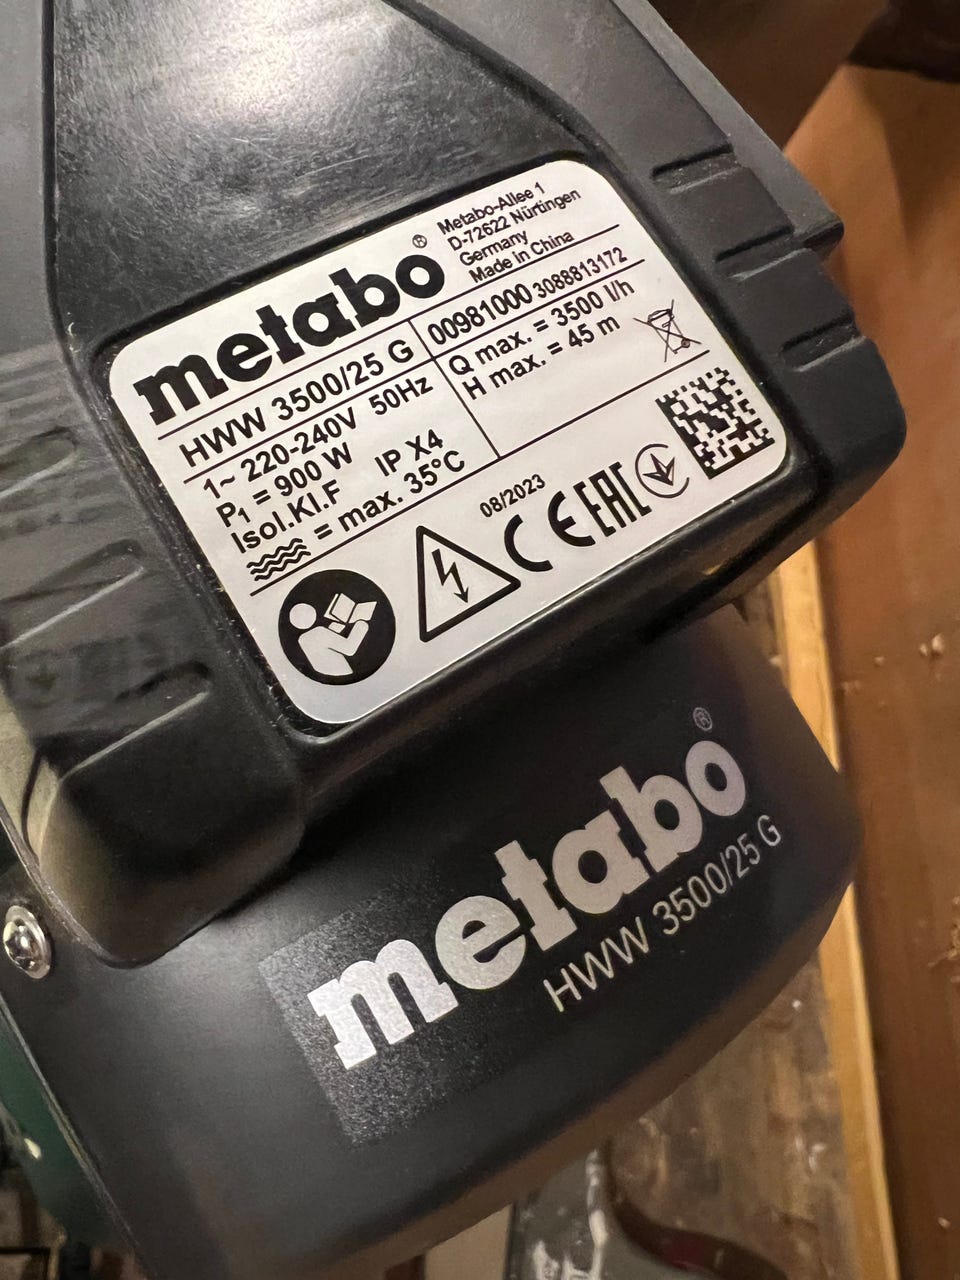 metabo®
Metabo-Allee 1
D-72622 Nürtingen
Germany
Made in China
HWW 3500/25 G
00981000 3088813172
1~ 220-240V 50Hz
P₁ = 900 W
Isol.Kl.F IP X4
= max. 35°C
Q max. = 3500 l/h
H max. = 45 m
08/2023
CE EAC
metabo®
HWW 3500/25 G